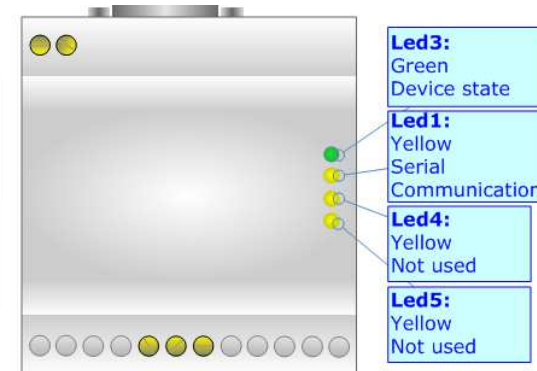 Led3:
Green
Device state
Led1:
Yellow
Serial
Communication
Led4:
Yellow
Not used
Led5:
Yellow
Not used